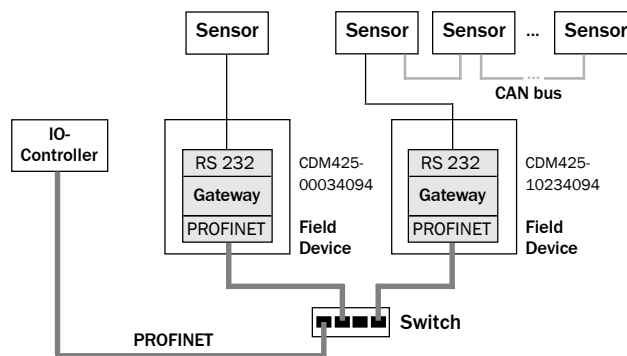 Sensor
Sensor
Sensor
...
Sensor
...
CAN bus
IO-
Controller
RS 232
Gateway
PROFINET
CDM425-
00034094
Field
Device
RS 232
Gateway
PROFINET
CDM425-
10234094
Field
Device
Switch
PROFINET